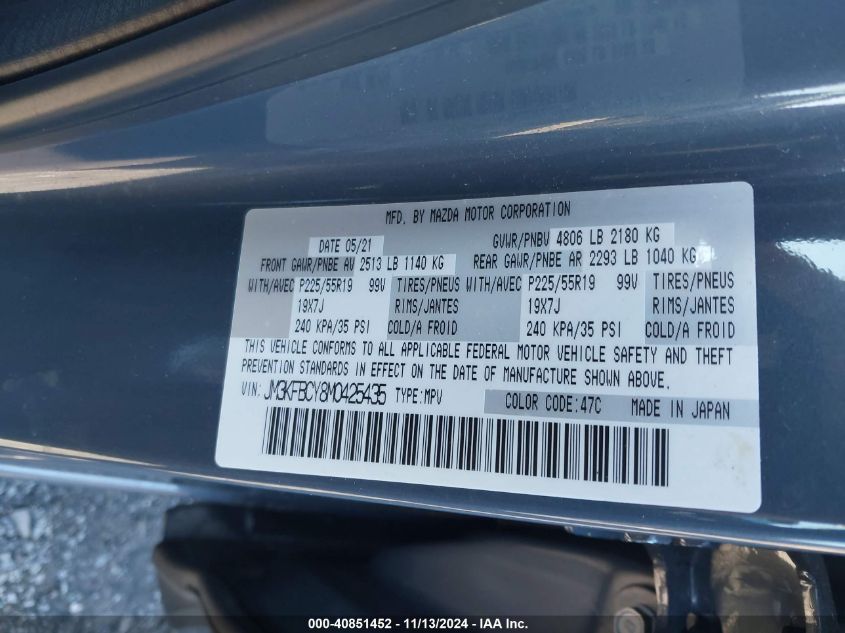 MFD. BY MAZDA MOTOR CORPORATION
DATE 05/21 GVWR/PNBV 4806 LB 2180 KG
FRONT GAWR/PNBE AV 2513 LB 1140 KG REAR GAWR/PNBE AR 2293 LB 1040 KG
WITH/AVEC P225/55R19 99V TIRES/PNEUS WITH/AVEC P225/55R19 99V TIRES/PNEUS
19X7J RIMS/JANTES 19X7J RIMS/JANTES
240 KPA/35 PSI COLD/A FROID 240 KPA/35 PSI COLD/A FROID
THIS VEHICLE CONFORMS TO ALL APPLICABLE FEDERAL MOTOR VEHICLE SAFETY AND THEFT
PREVENTION STANDARDS IN EFFECT ON THE DATE OF MANUFACTURE SHOWN ABOVE.
VIN: JM3KFBCY8M0425435 TYPE:MPV COLOR CODE:47C MADE IN JAPAN
000-40851452 - 11/13/2024 - IAA Inc.